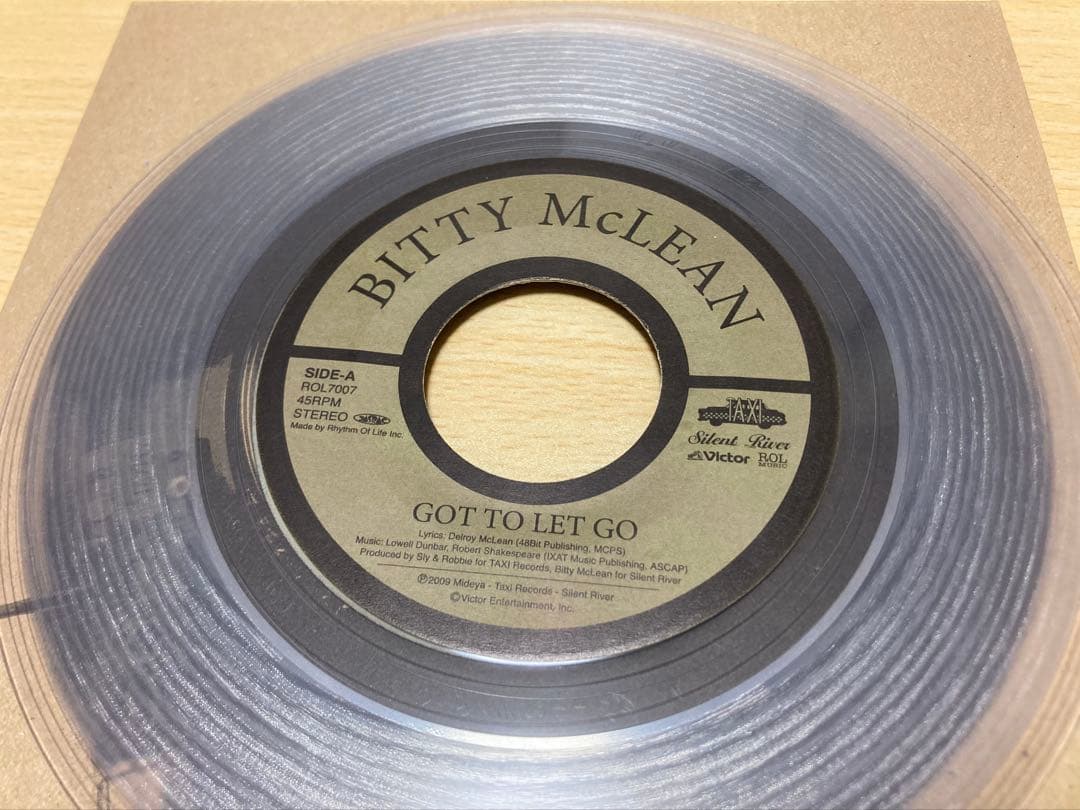 BITTY McLEAN
SIDE-A
ROL7007
45RPM
STEREO
Made by Rhythm Of Life Inc.
TAXI
Silent River
Victor ROL
MUSIC
GOT TO LET GO
Lyrics: Delroy McLean (48Bit Publishing, MCPS)
Music: Lowell Dunbar, Robert Shakespeare (IXAT Music Publishing, ASCAP)
Produced by Sly & Robbie for TAXI Records, Bitty McLean for Silent River
Ⓟ2009 Mideya - Taxi Records - Silent River
©Victor Entertainment, Inc.